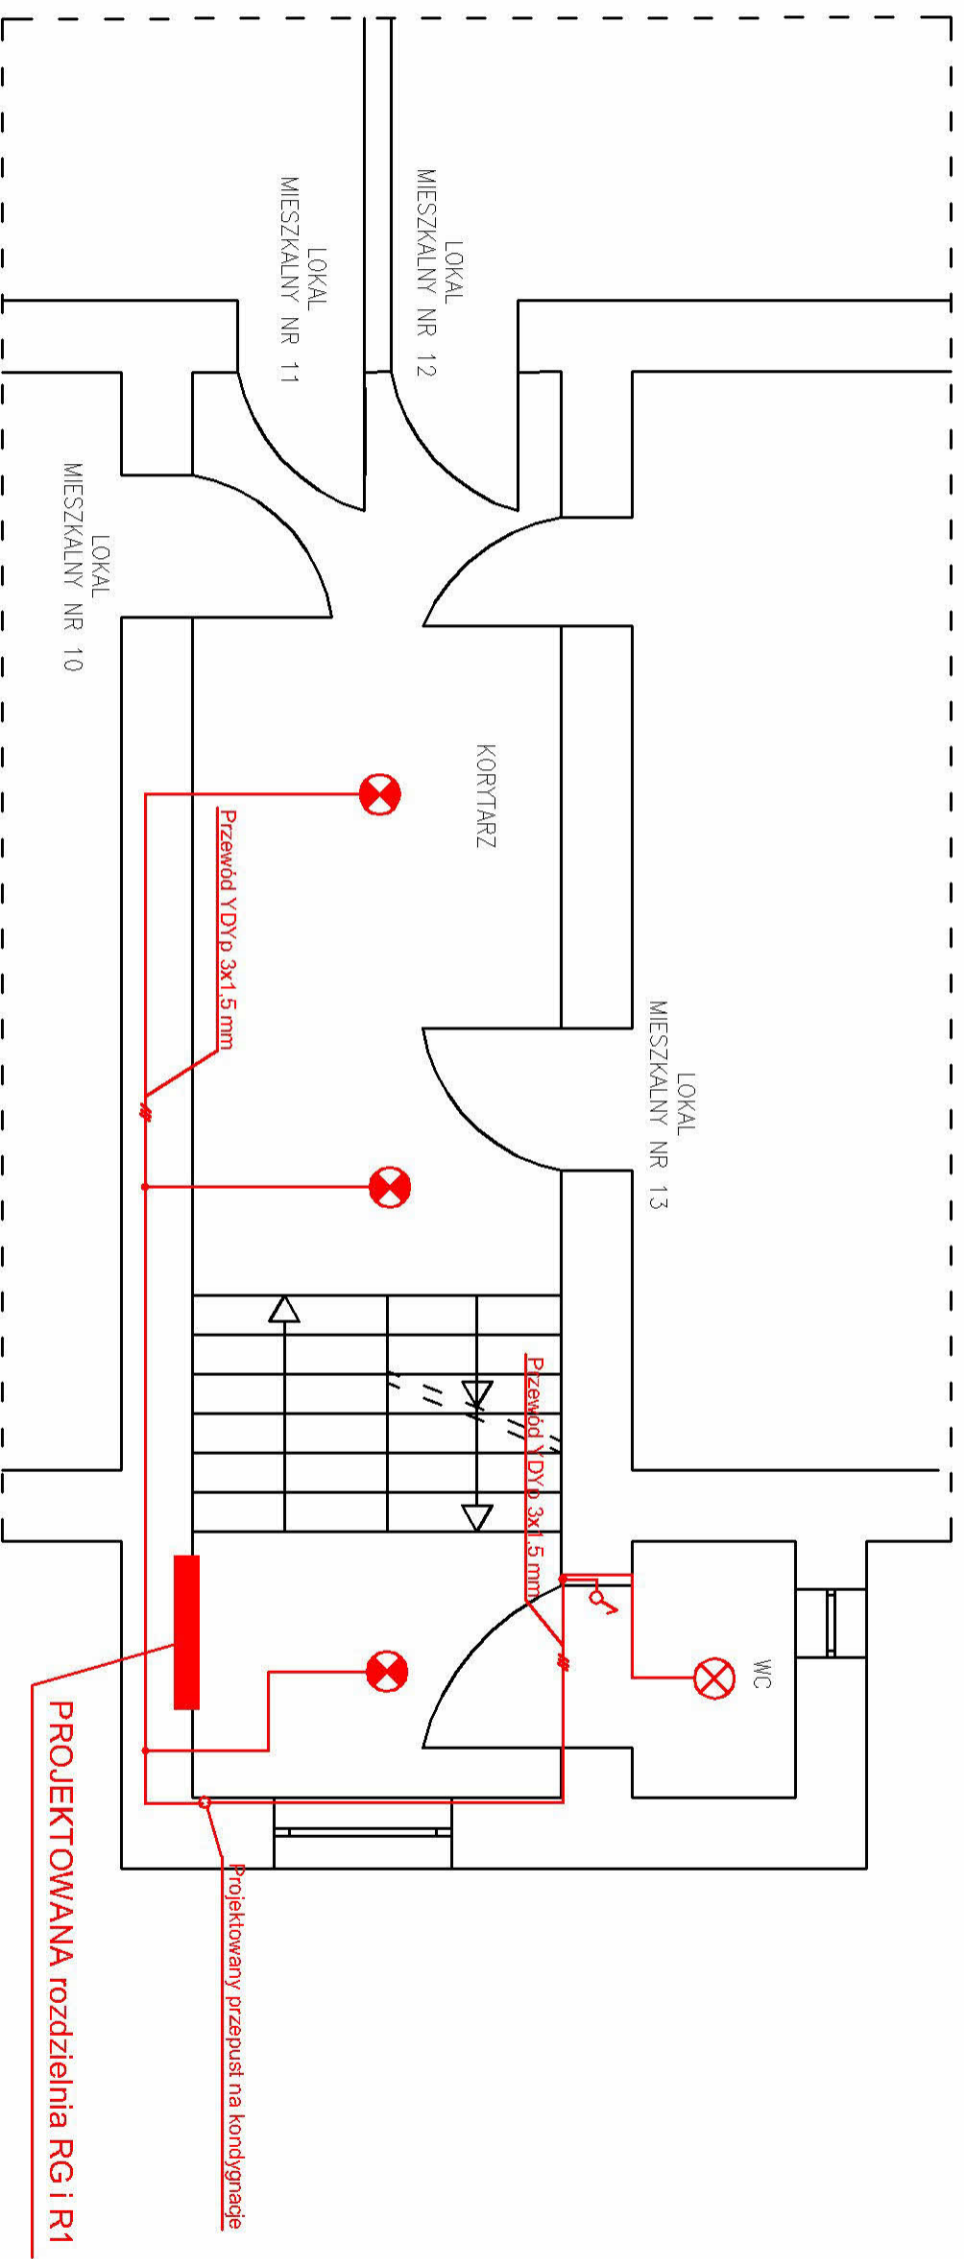 LOKAL
MIESZKALNY NR 12
LOKAL
MIESZKALNY NR 11
LOKAL
MIESZKALNY NR 10
KORYTARZ
Przewód YDYp 3x1,5 mm
LOKAL
MIESZKALNY NR 13
Przewód YDYp 3x1,5 mm
WC
Projektowany przepust na kondygnacje
PROJEKTOWANA rozdzielnia RG i R1